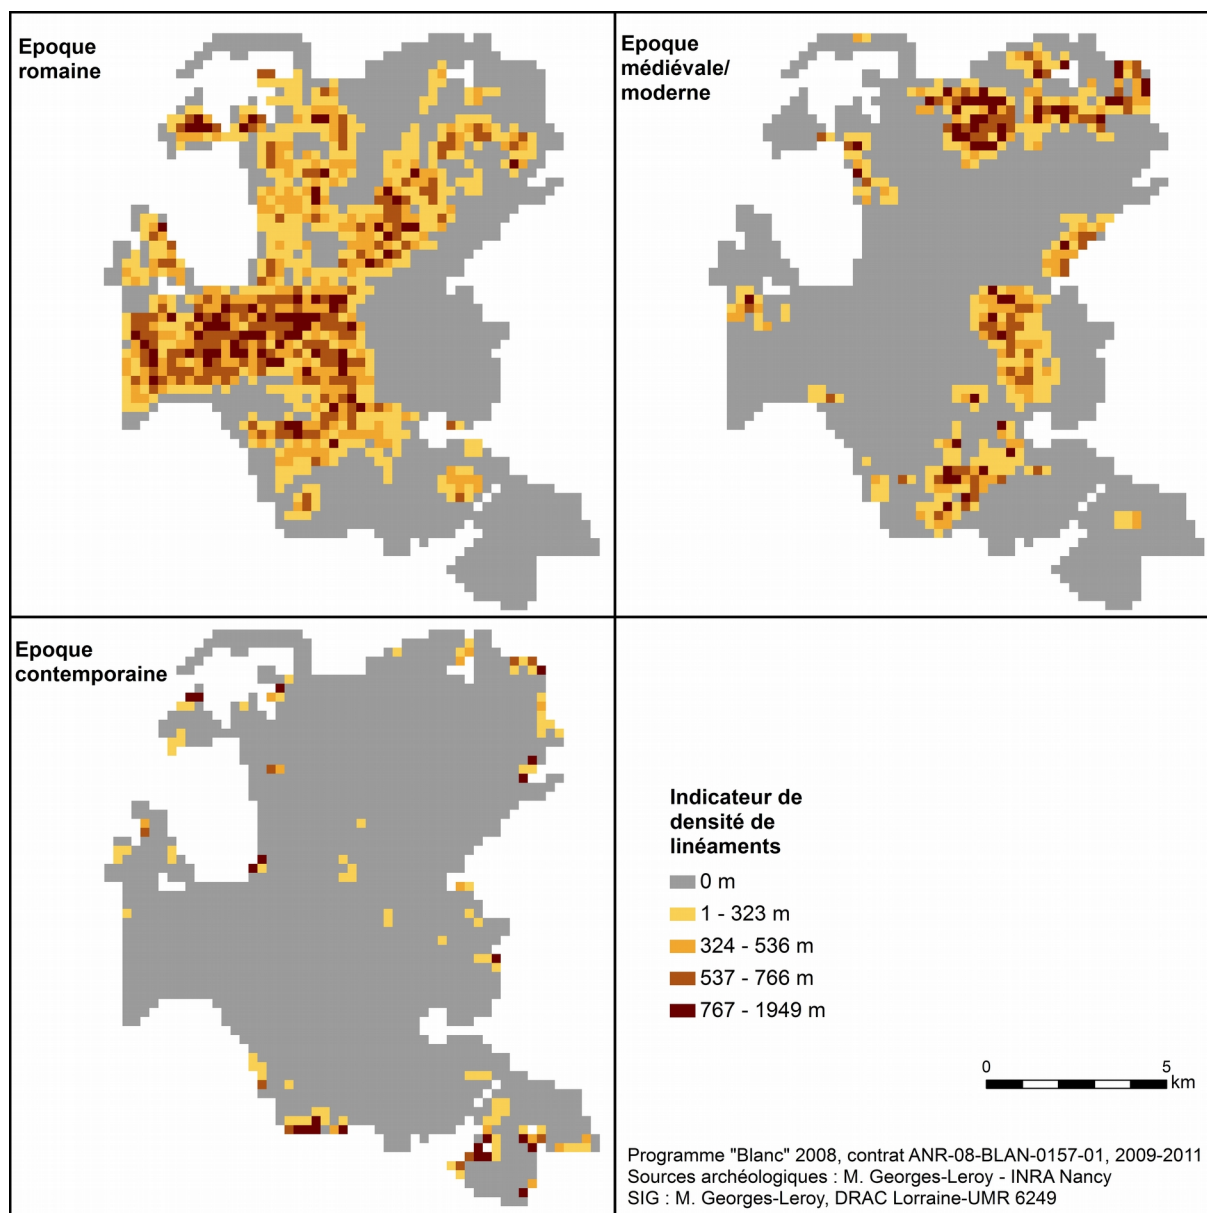 Epoque
romaine
Epoque
médiévale/
moderne
Epoque
contemporaine
Indicateur de
densité de
linéaments
0 m
1 - 323 m
324 - 536 m
537 - 766 m
767 - 1949 m
0 5
km
Programme "Blanc" 2008, contrat ANR-08-BLAN-0157-01, 2009-2011
Sources archéologiques : M. Georges-Leroy - INRA Nancy
SIG : M. Georges-Leroy, DRAC Lorraine-UMR 6249